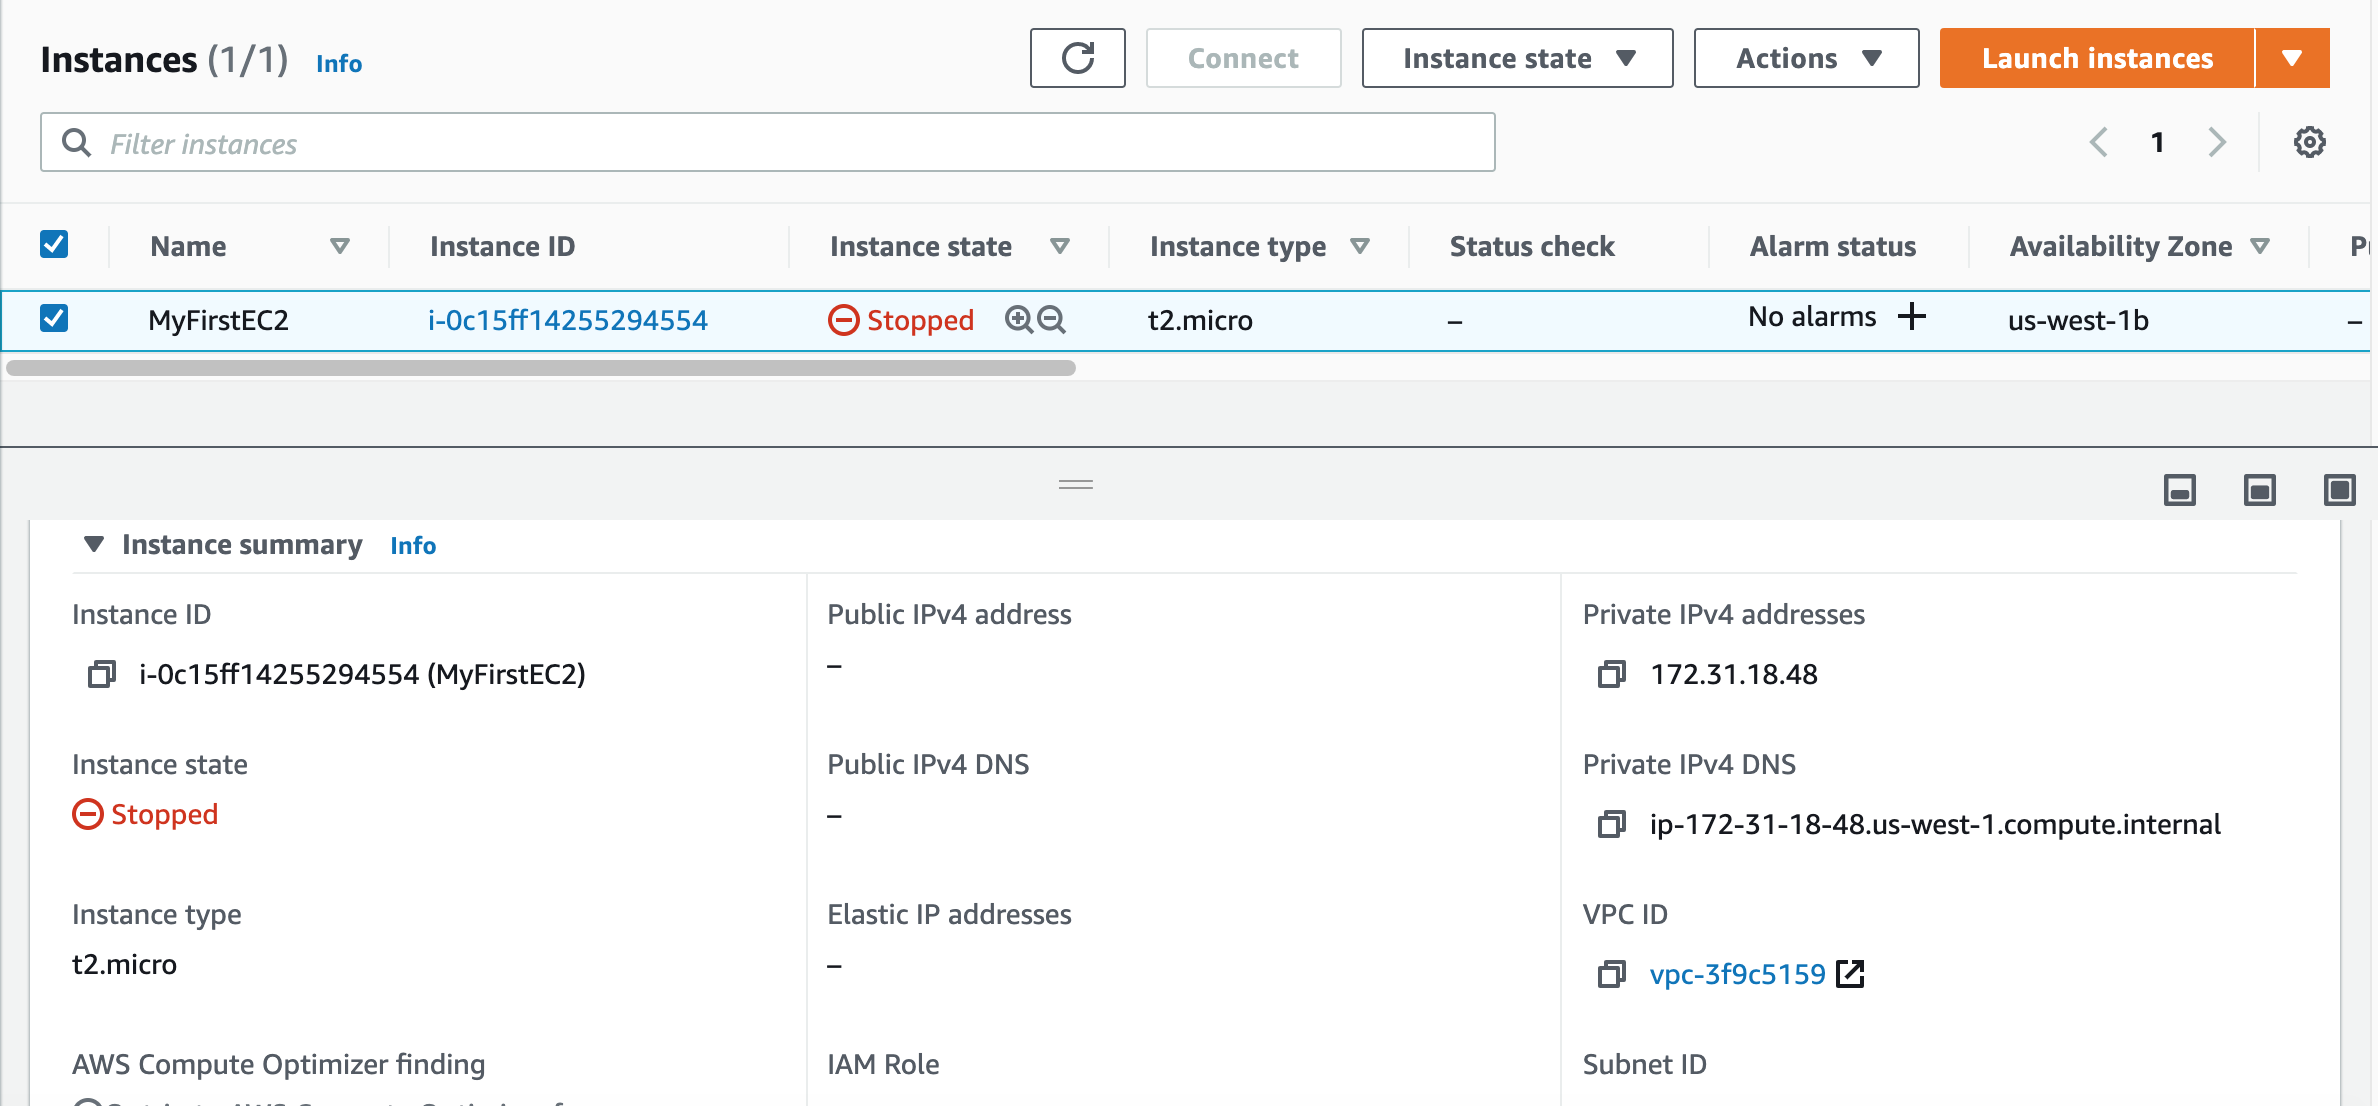 Instances (1/1) Info Connect Instance state Actions Launch instances
Filter instances 1
Name Instance ID Instance state Instance type Status check Alarm status Availability Zone
MyFirstEC2 i-0c15ff14255294554 Stopped t2.micro – No alarms us-west-1b –
Instance summary Info
Instance ID Public IPv4 address Private IPv4 addresses
i-0c15ff14255294554 (MyFirstEC2) – 172.31.18.48
Instance state Public IPv4 DNS Private IPv4 DNS
Stopped – ip-172-31-18-48.us-west-1.compute.internal
Instance type Elastic IP addresses VPC ID
t2.micro – vpc-3f9c5159
AWS Compute Optimizer finding IAM Role Subnet ID